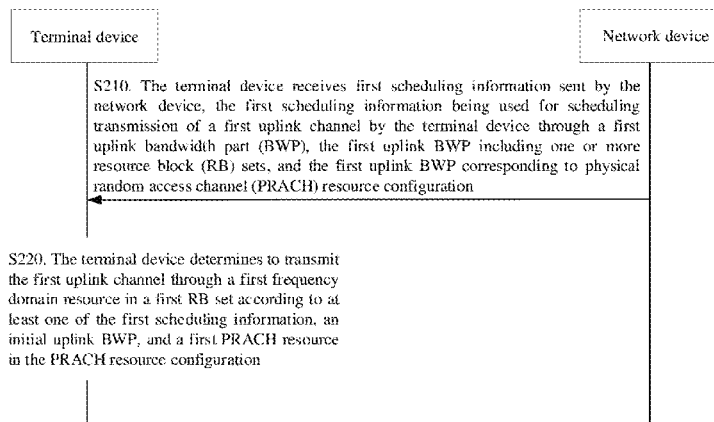 Terminal device
Network device
S210. The terminal device receives first scheduling information sent by the
network device, the first scheduling information being used for scheduling
transmission of a first uplink channel by the terminal device through a first
uplink bandwidth part (BWP), the first uplink BWP including one or more
resource block (RB) sets, and the first uplink BWP corresponding to physical
random access channel (PRACH) resource configuration
S220. The terminal device determines to transmit
the first uplink channel through a first frequency
domain resource in a first RB set according to at
least one of the first scheduling information, an
initial uplink BWP, and a first PRACH resource
in the PRACH resource configuration